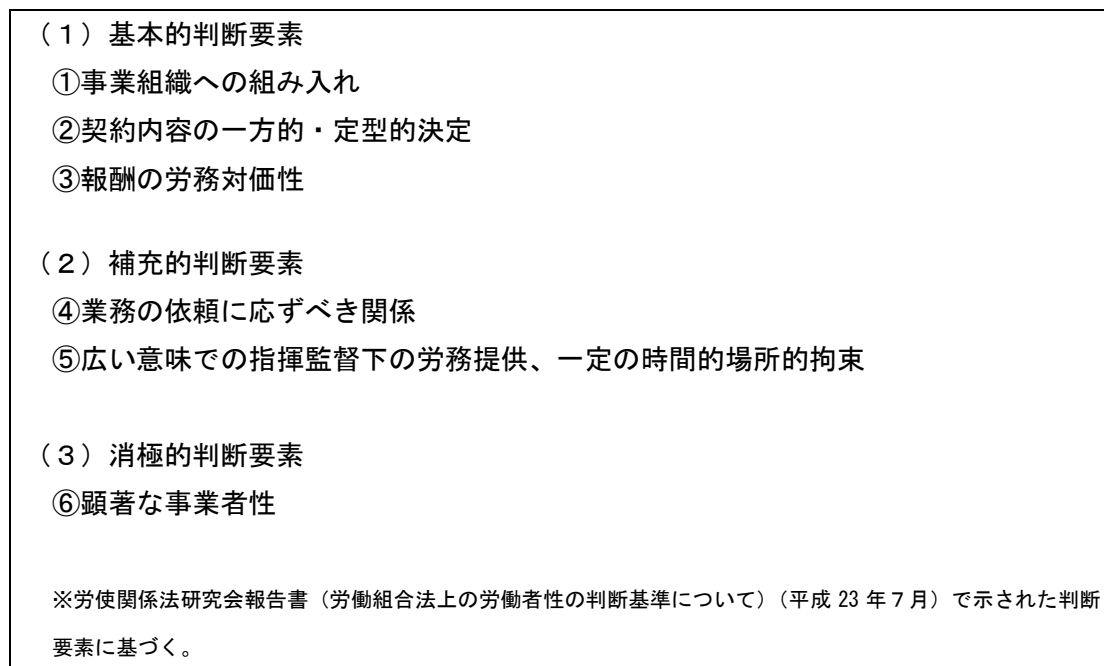 （１）基本的判断要素
①事業組織への組み入れ
②契約内容の一方的・定型的決定
③報酬の労務対価性
（２）補充的判断要素
④業務の依頼に応ずべき関係
⑤広い意味での指揮監督下の労務提供、一定の時間的場所的拘束
（３）消極的判断要素
⑥顕著な事業者性
※労使関係法研究会報告書（労働組合法上の労働者性の判断基準について）（平成 23 年７月）で示された判断
要素に基づく。